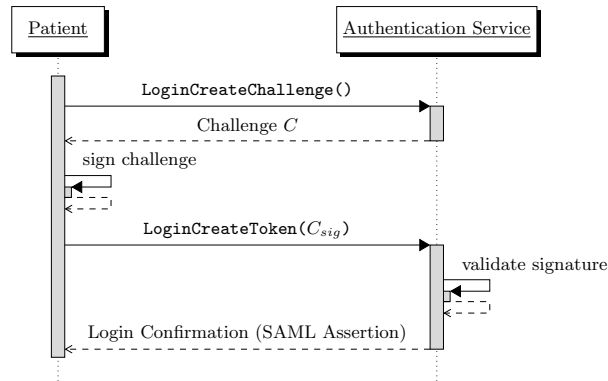 Patient
Authentication Service
LoginCreateChallenge()
Challenge C
sign challenge
LoginCreateToken(C_sig)
validate signature
Login Confirmation (SAML Assertion)